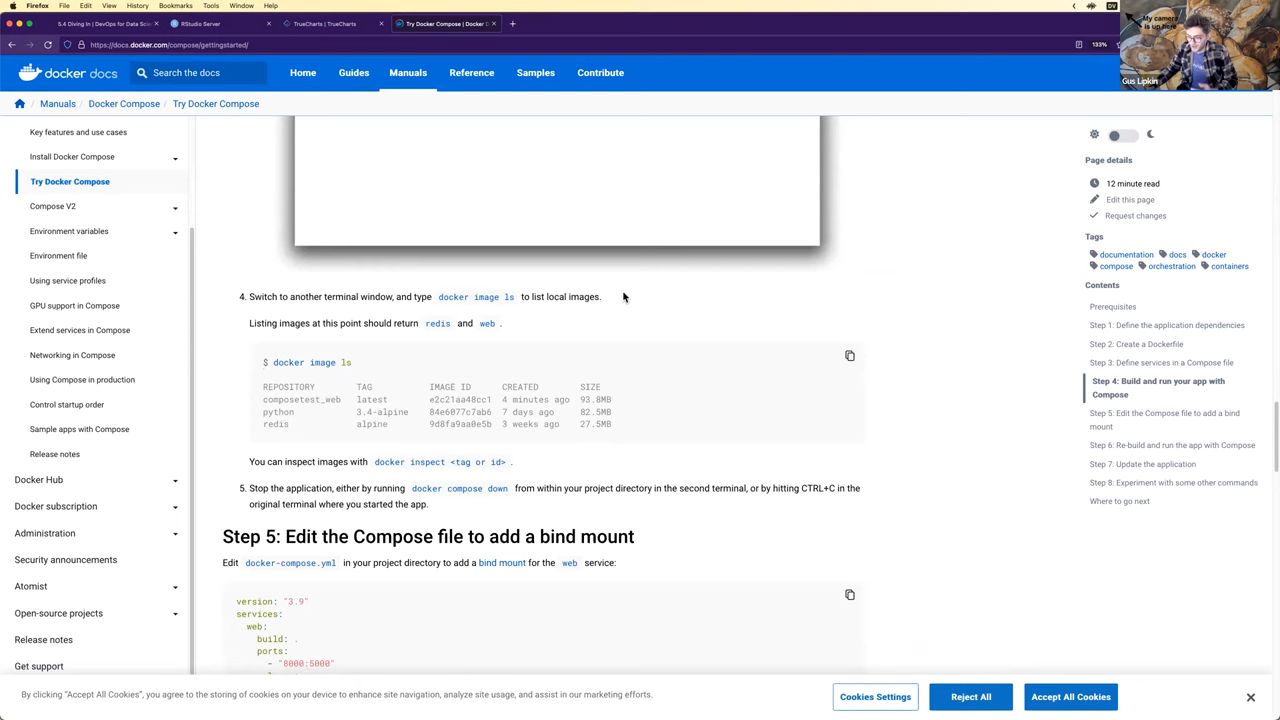 Firefox File Edit View History Bookmarks Tools Window Help
5.4 Diving In | DevOps for Data Scie
RStudio Server
TrueCharts | TrueCharts
Try Docker Compose | Docker D
https://docs.docker.com/compose/gettingstarted/
133%
DV
My camera
is up here
Gus Lipkin
docker docs
Search the docs
Home Guides Manuals Reference Samples Contribute
Manuals / Docker Compose / Try Docker Compose
Key features and use cases
Install Docker Compose
Try Docker Compose
Compose V2
Environment variables
Environment file
Using service profiles
GPU support in Compose
Extend services in Compose
Networking in Compose
Using Compose in production
Control startup order
Sample apps with Compose
Release notes
Docker Hub
Docker subscription
Administration
Security announcements
Atomist
Open-source projects
Release notes
Get support
4. Switch to another terminal window, and type docker image ls to list local images.
Listing images at this point should return redis and web .
$ docker image ls
REPOSITORY TAG IMAGE ID CREATED SIZE
composetest_web latest e2c21aa48cc1 4 minutes ago 93.8MB
python 3.4-alpine 84e6077c7ab6 7 days ago 82.5MB
redis alpine 9d8fa9aa0e5b 3 weeks ago 27.5MB
You can inspect images with docker inspect <tag or id> .
5. Stop the application, either by running docker compose down from within your project directory in the second terminal, or by hitting CTRL+C in the
original terminal where you started the app.
Step 5: Edit the Compose file to add a bind mount
Edit docker-compose.yml in your project directory to add a bind mount for the web service:
version: "3.9"
services:
web:
build: .
ports:
- "8000:5000"
Page details
12 minute read
Edit this page
Request changes
Tags
documentation docs docker
compose orchestration containers
Contents
Prerequisites
Step 1: Define the application dependencies
Step 2: Create a Dockerfile
Step 3: Define services in a Compose file
Step 4: Build and run your app with
Compose
Step 5: Edit the Compose file to add a bind
mount
Step 6: Re-build and run the app with Compose
Step 7: Update the application
Step 8: Experiment with some other commands
Where to go next
By clicking "Accept All Cookies", you agree to the storing of cookies on your device to enhance site navigation, analyze site usage, and assist in our marketing efforts.
Cookies Settings
Reject All
Accept All Cookies